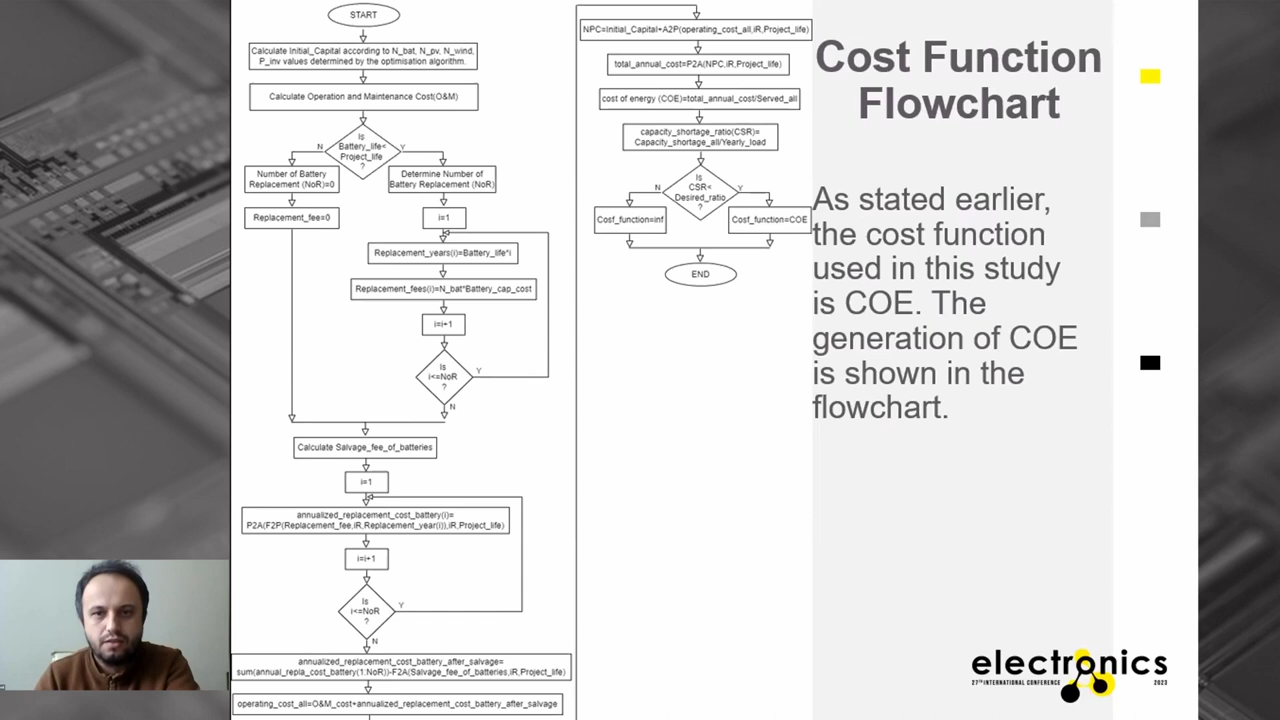 START
Calculate Initial_Capital according to N_bat, N_pv, N_wind,
P_inv values determined by the optimisation algorithm.
Calculate Operation and Maintenance Cost(O&M)
Is
Battery_life<
Project_life
?
N
Y
Number of Battery
Replacement (NoR)=0
Determine Number of
Battery Replacement (NoR)
Replacement_fee=0
i=1
Replacement_years(i)=Battery_life*i
Replacement_fees(i)=N_bat*Battery_cap_cost
i=i+1
Is
i<=NoR
?
Y
N
Calculate Salvage_fee_of_batteries
i=1
annualized_replacement_cost_battery(i)=
P2A(F2P(Replacement_fee,iR,Replacement_year(i)),iR,Project_life)
i=i+1
Is
i<=NoR
?
Y
N
annualized_replacement_cost_battery_after_salvage=
sum(annual_repla_cost_battery(1:NoR))-F2A(Salvage_fee_of_batteries,iR,Project_life)
operating_cost_all=O&M_cost+annualized_replacement_cost_battery_after_salvage
NPC=Initial_Capital+A2P(operating_cost_all,iR,Project_life)
total_annual_cost=P2A(NPC,iR,Project_life)
cost of energy (COE)=total_annual_cost/Served_all
capacity_shortage_ratio(CSR)=
Capacity_shortage_all/Yearly_load
Is
CSR<
Desired_ratio
?
N
Y
Cosf_function=inf
Cosf_function=COE
END
Cost Function
Flowchart
As stated earlier,
the cost function
used in this study
is COE. The
generation of COE
is shown in the
flowchart.
electronics
27th INTERNATIONAL CONFERENCE 2023